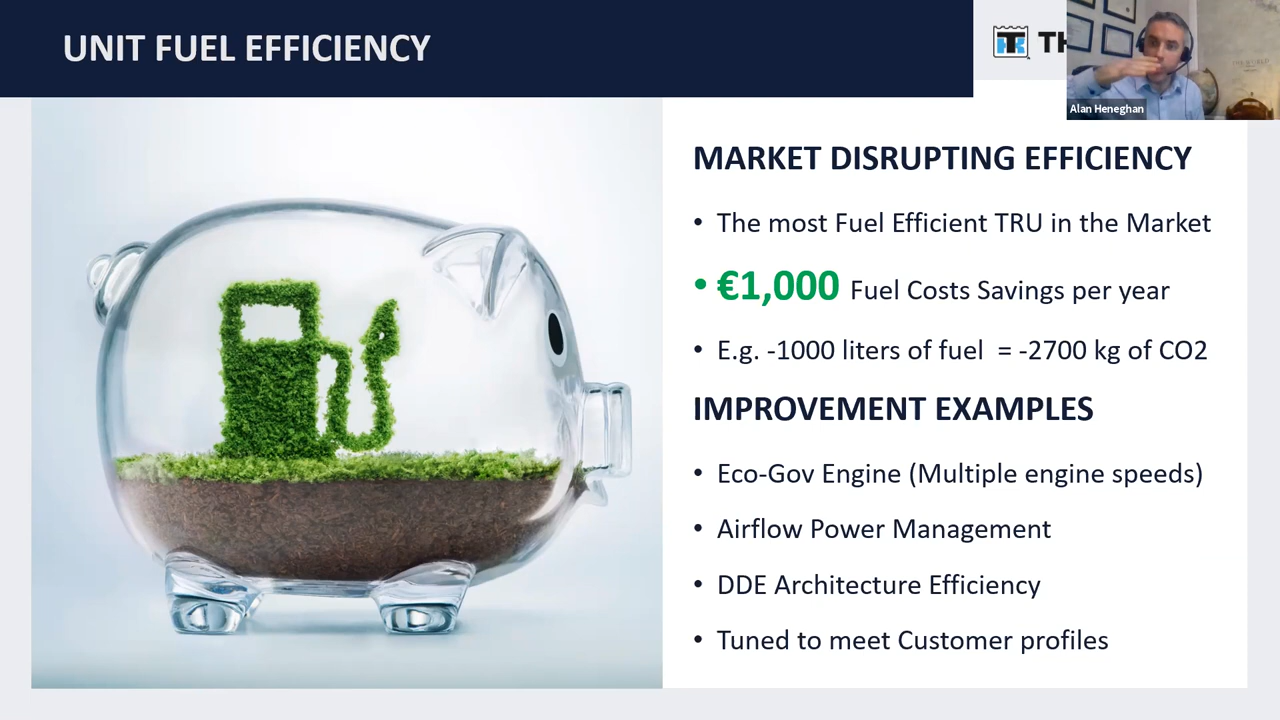 UNIT FUEL EFFICIENCY
TK
TH
Alan Heneghan
MARKET DISRUPTING EFFICIENCY
• The most Fuel Efficient TRU in the Market
• €1,000 Fuel Costs Savings per year
• E.g. -1000 liters of fuel = -2700 kg of CO2
IMPROVEMENT EXAMPLES
• Eco-Gov Engine (Multiple engine speeds)
• Airflow Power Management
• DDE Architecture Efficiency
• Tuned to meet Customer profiles